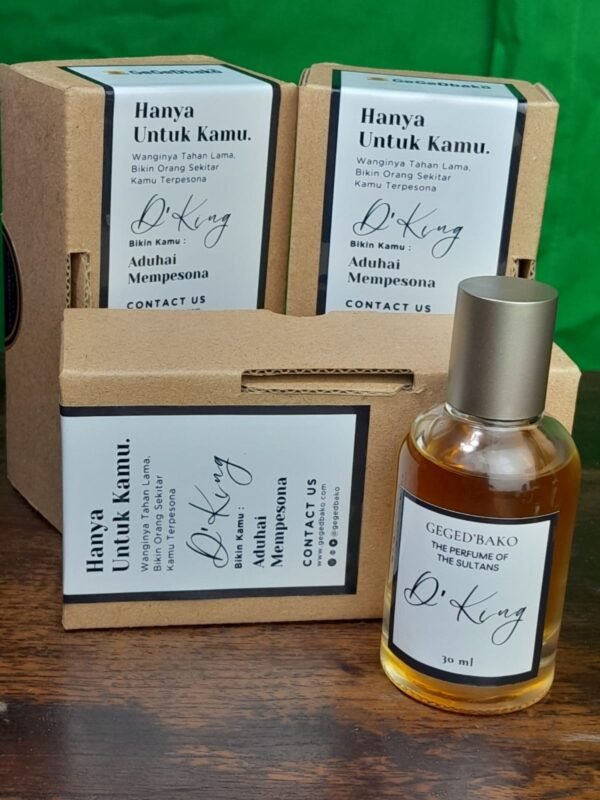 GeGeDbako
Hanya
Untuk Kamu.
Wanginya Tahan Lama,
Bikin Orang Sekitar
Kamu Terpesona
D'King
Bikin Kamu :
Aduhai
Mempesona
CONTACT US
GeGeDbako
Hanya
Untuk Kamu.
Wanginya Tahan Lama,
Bikin Orang Sekitar
Kamu Terpesona
D'King
Bikin Kamu :
Aduhai
Mempesona
CONTACT US
Hanya
Untuk Kamu.
Wanginya Tahan Lama,
Bikin Orang Sekitar
Kamu Terpesona
D'King
Bikin Kamu :
Aduhai
Mempesona
CONTACT US
www.gegedbako.com
@gegedbako
GEGED'BAKO
THE PERFUME OF
THE SULTANS
D'King
30 ml